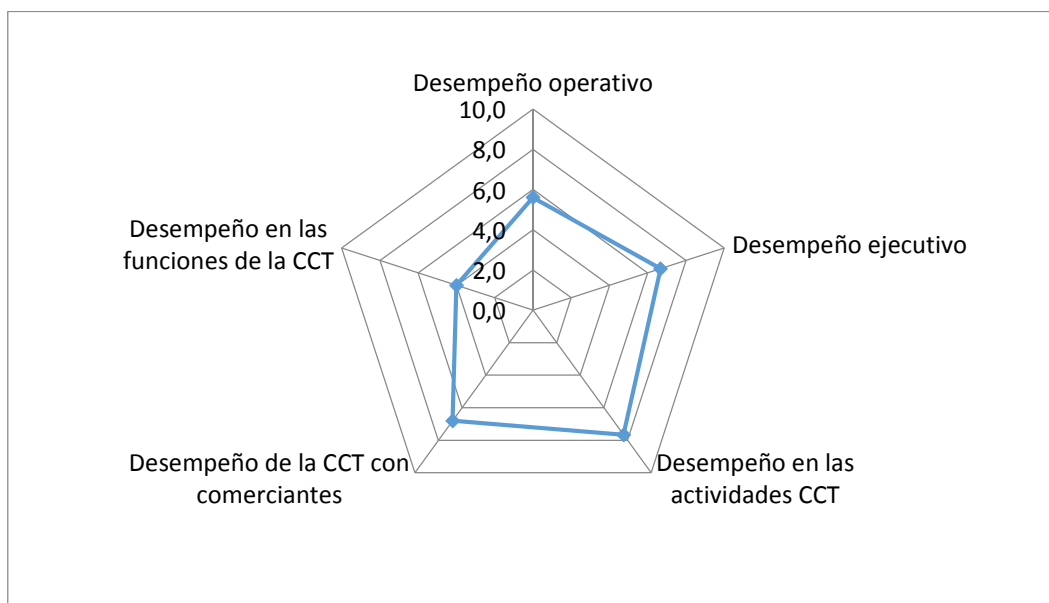 Desempeño operativo
10,0
8,0
6,0
4,0
2,0
0,0
Desempeño ejecutivo
Desempeño en las
actividades CCT
Desempeño de la CCT con
comerciantes
Desempeño en las
funciones de la CCT